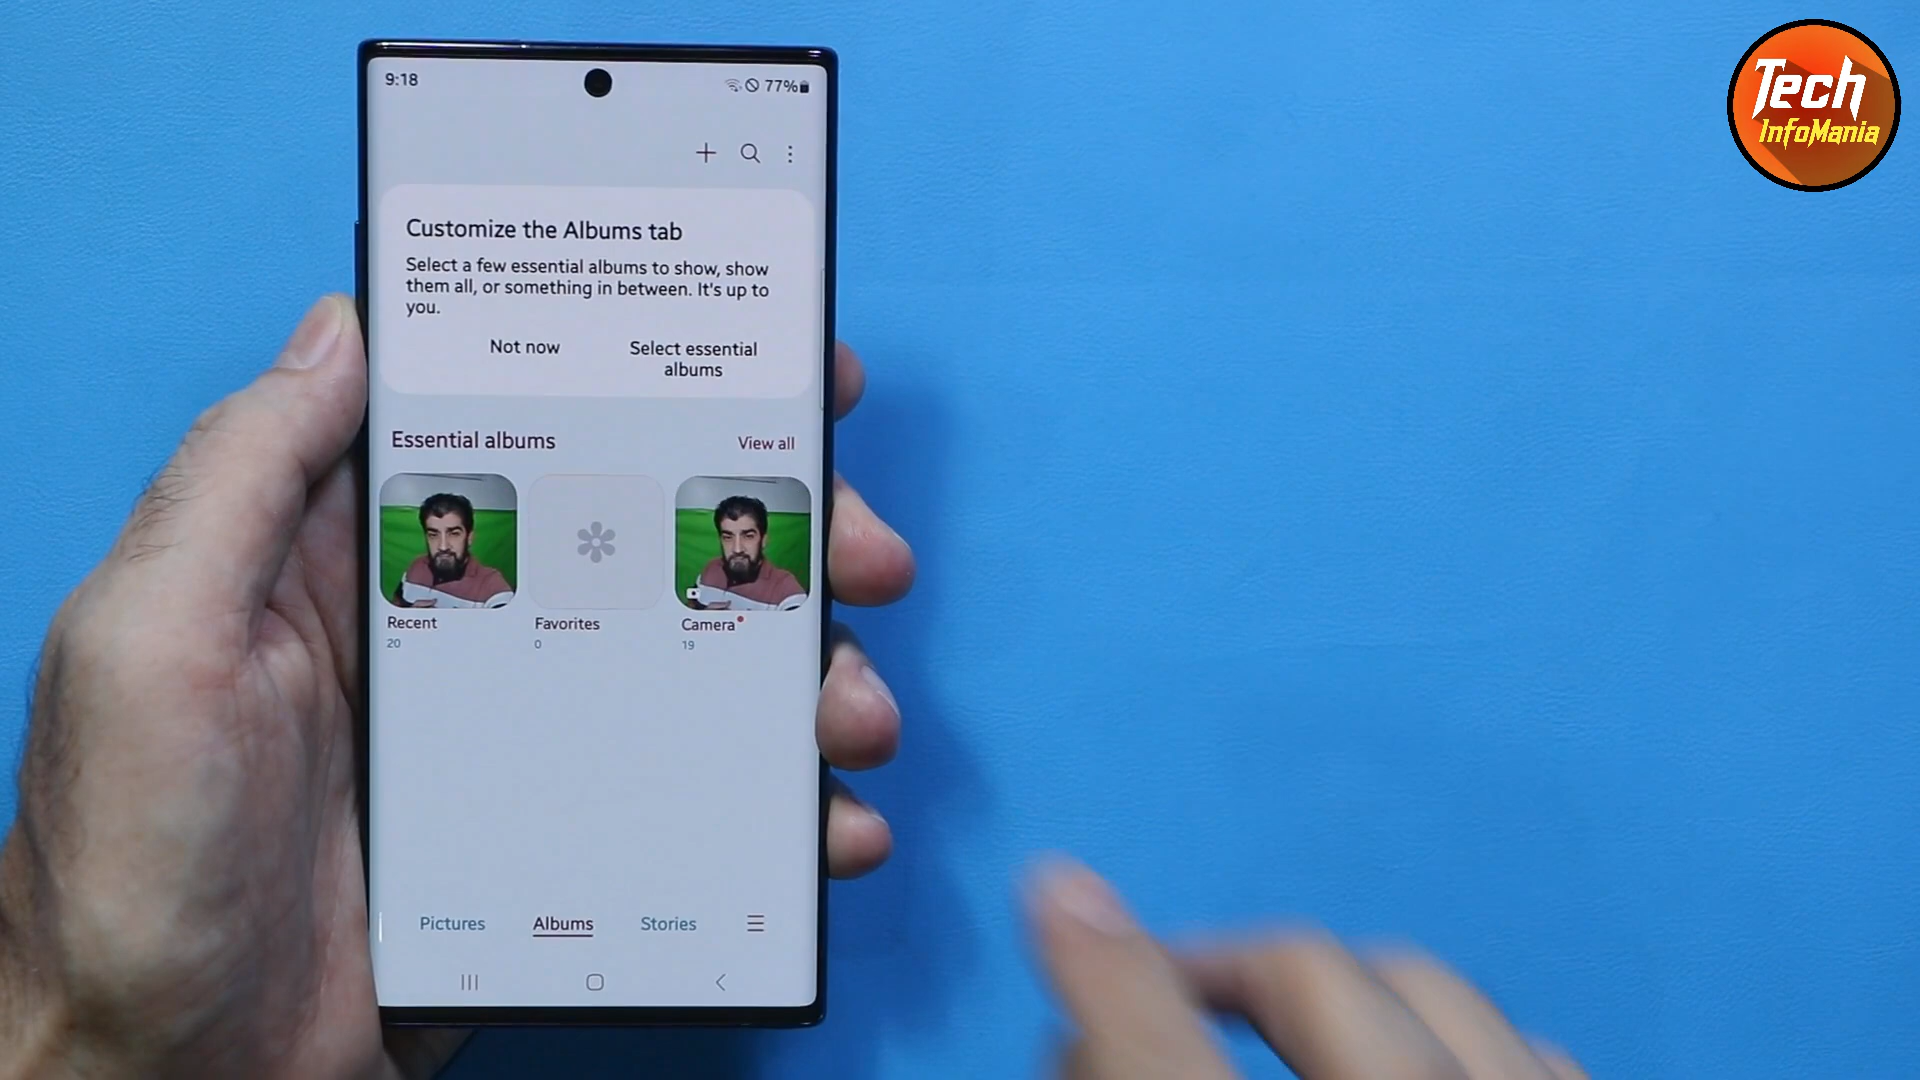 Tech
InfoMania
9:18
77%
Customize the Albums tab
Select a few essential albums to show, show
them all, or something in between. It's up to
you.
Not now
Select essential
albums
Essential albums
View all
Recent
20
Favorites
0
Camera
19
Pictures
Albums
Stories